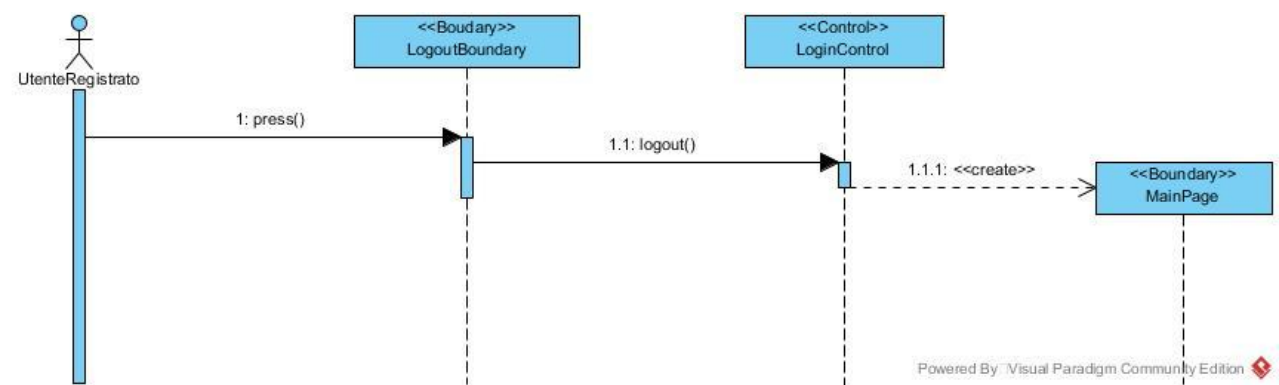 <<Boudary>>
LogoutBoundary
<<Control>>
LoginControl
UtenteRegistrato
1: press()
1.1: logout()
1.1.1: <<create>>
<<Boundary>>
MainPage
Powered By Visual Paradigm Community Edition